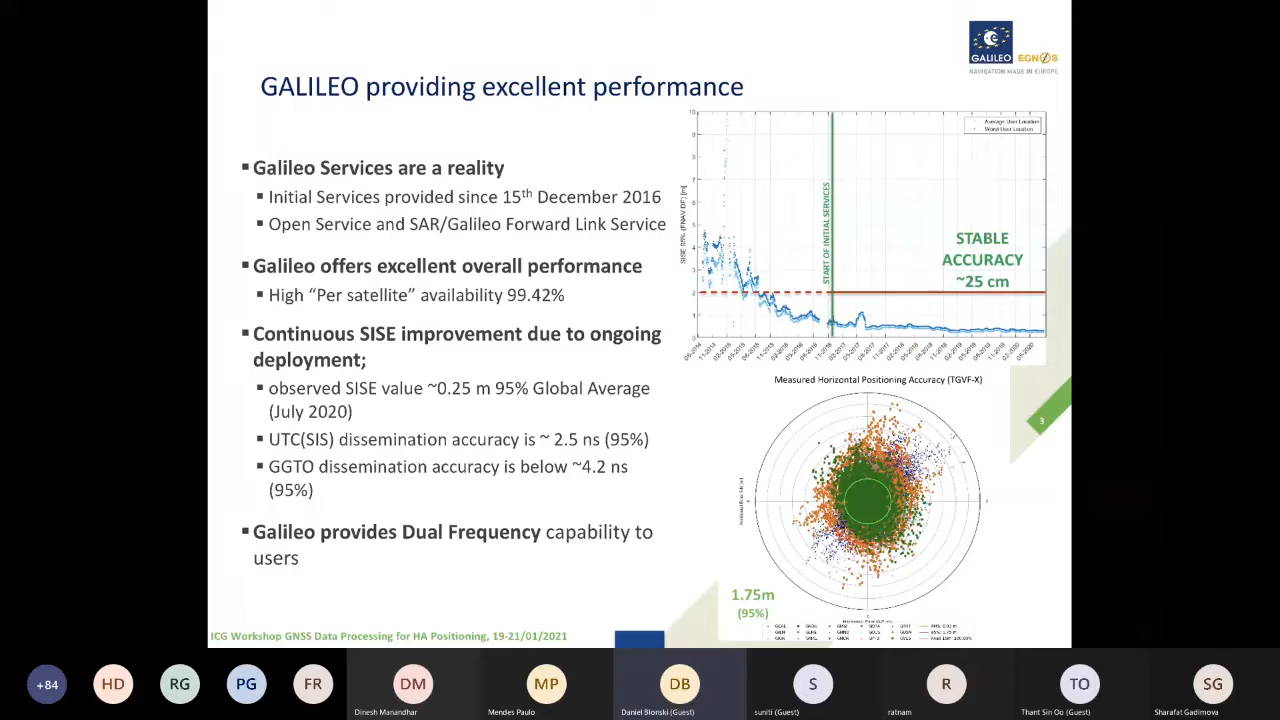 GALILEO
EGNOS
NAVIGATION MADE IN EUROPE
GALILEO providing excellent performance
▪ Galileo Services are a reality
▪ Initial Services provided since 15th December 2016
▪ Open Service and SAR/Galileo Forward Link Service
▪ Galileo offers excellent overall performance
▪ High “Per satellite” availability 99.42%
▪ Continuous SISE improvement due to ongoing
deployment;
▪ observed SISE value ~0.25 m 95% Global Average
(July 2020)
▪ UTC(SIS) dissemination accuracy is ~ 2.5 ns (95%)
▪ GGTO dissemination accuracy is below ~4.2 ns
(95%)
▪ Galileo provides Dual Frequency capability to
users
Average User Location
Worst User Location
START OF INITIAL SERVICES
STABLE
ACCURACY
~25 cm
Measured Horizontal Positioning Accuracy (TGVF-X)
3
1.75m
(95%)
ICG Workshop GNSS Data Processing for HA Positioning, 19-21/01/2021
+84
HD
RG
PG
FR
DM
MP
DB
S
R
TO
SG
Dinesh Manandhar
Mendes Paulo
Daniel Blonski (Guest)
suniti (Guest)
ratnam
Thant Sin Oo (Guest)
Sharafat Gadimova